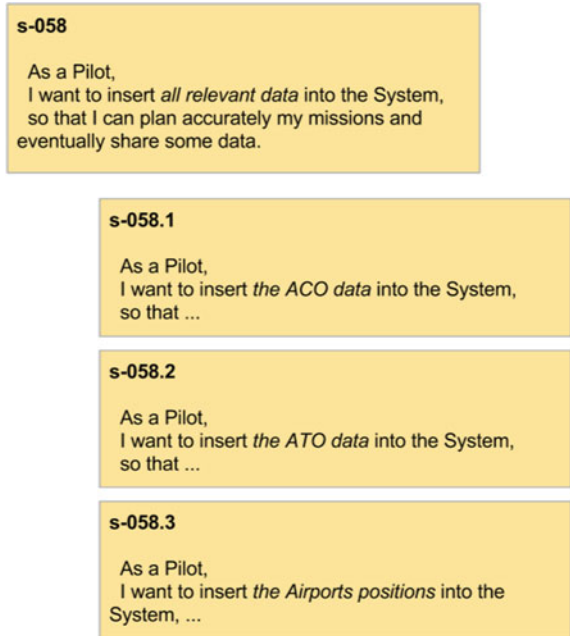 s-058
As a Pilot,
I want to insert all relevant data into the System,
so that I can plan accurately my missions and
eventually share some data.
s-058.1
As a Pilot,
I want to insert the ACO data into the System,
so that ...
s-058.2
As a Pilot,
I want to insert the ATO data into the System,
so that ...
s-058.3
As a Pilot,
I want to insert the Airports positions into the
System, ...